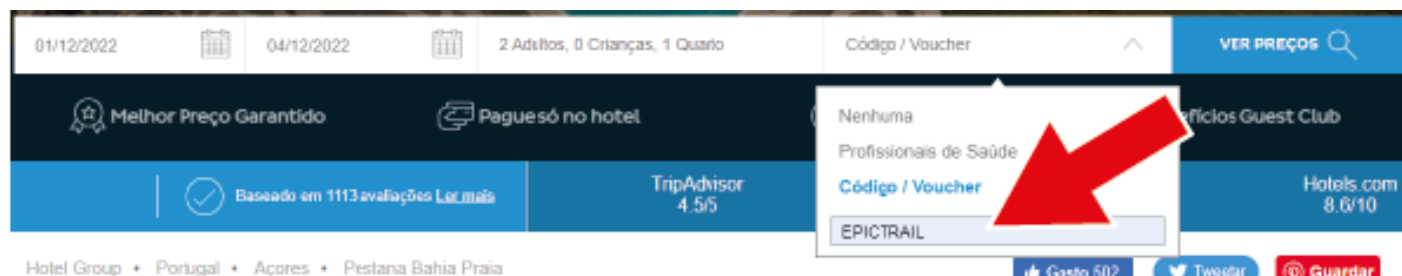 01/12/2022 04/12/2022 2 Adultos, 0 Crianças, 1 Quarto Código / Voucher VER PREÇOS
Melhor Preço Garantido Pague só no hotel efícios Guest Club
Nenhuma
Profissionais de Saúde
Código / Voucher
EPICTRAIL
Baseado em 1113 avaliações Ler mais
TripAdvisor
4.5/5
Hotels.com
8.6/10
Hotel Group • Portugal • Açores • Pestana Bahia Praia
Gosto 502 Tweetar Guardar